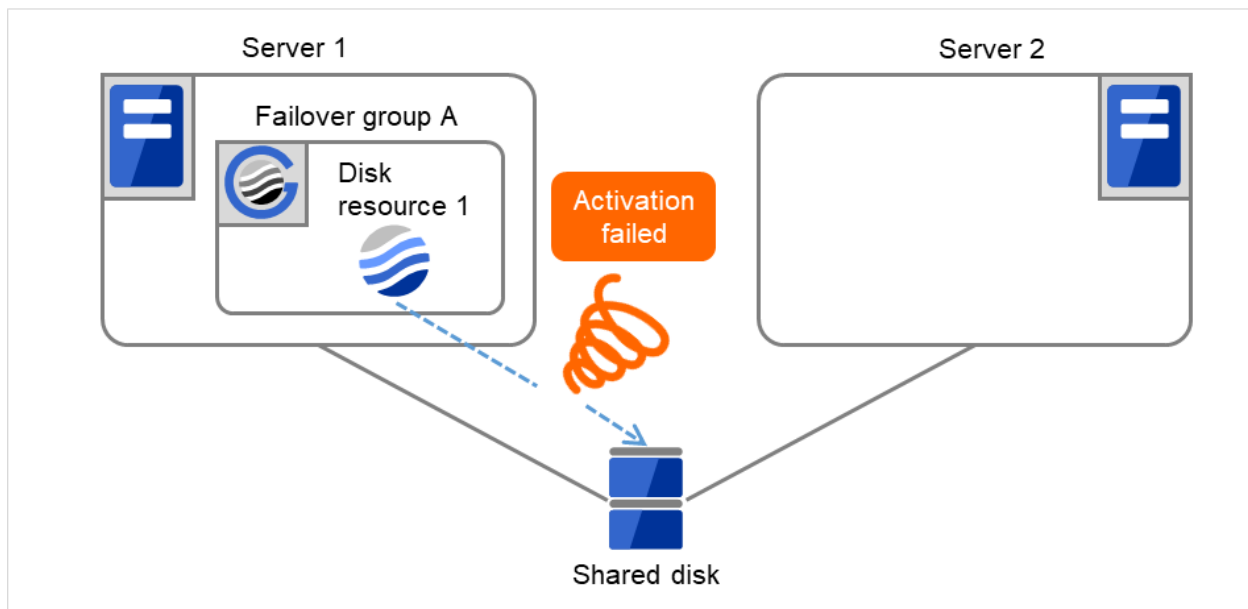 Server 1
Server 2
Failover group A
Disk
resource 1
Activation
failed
Shared disk